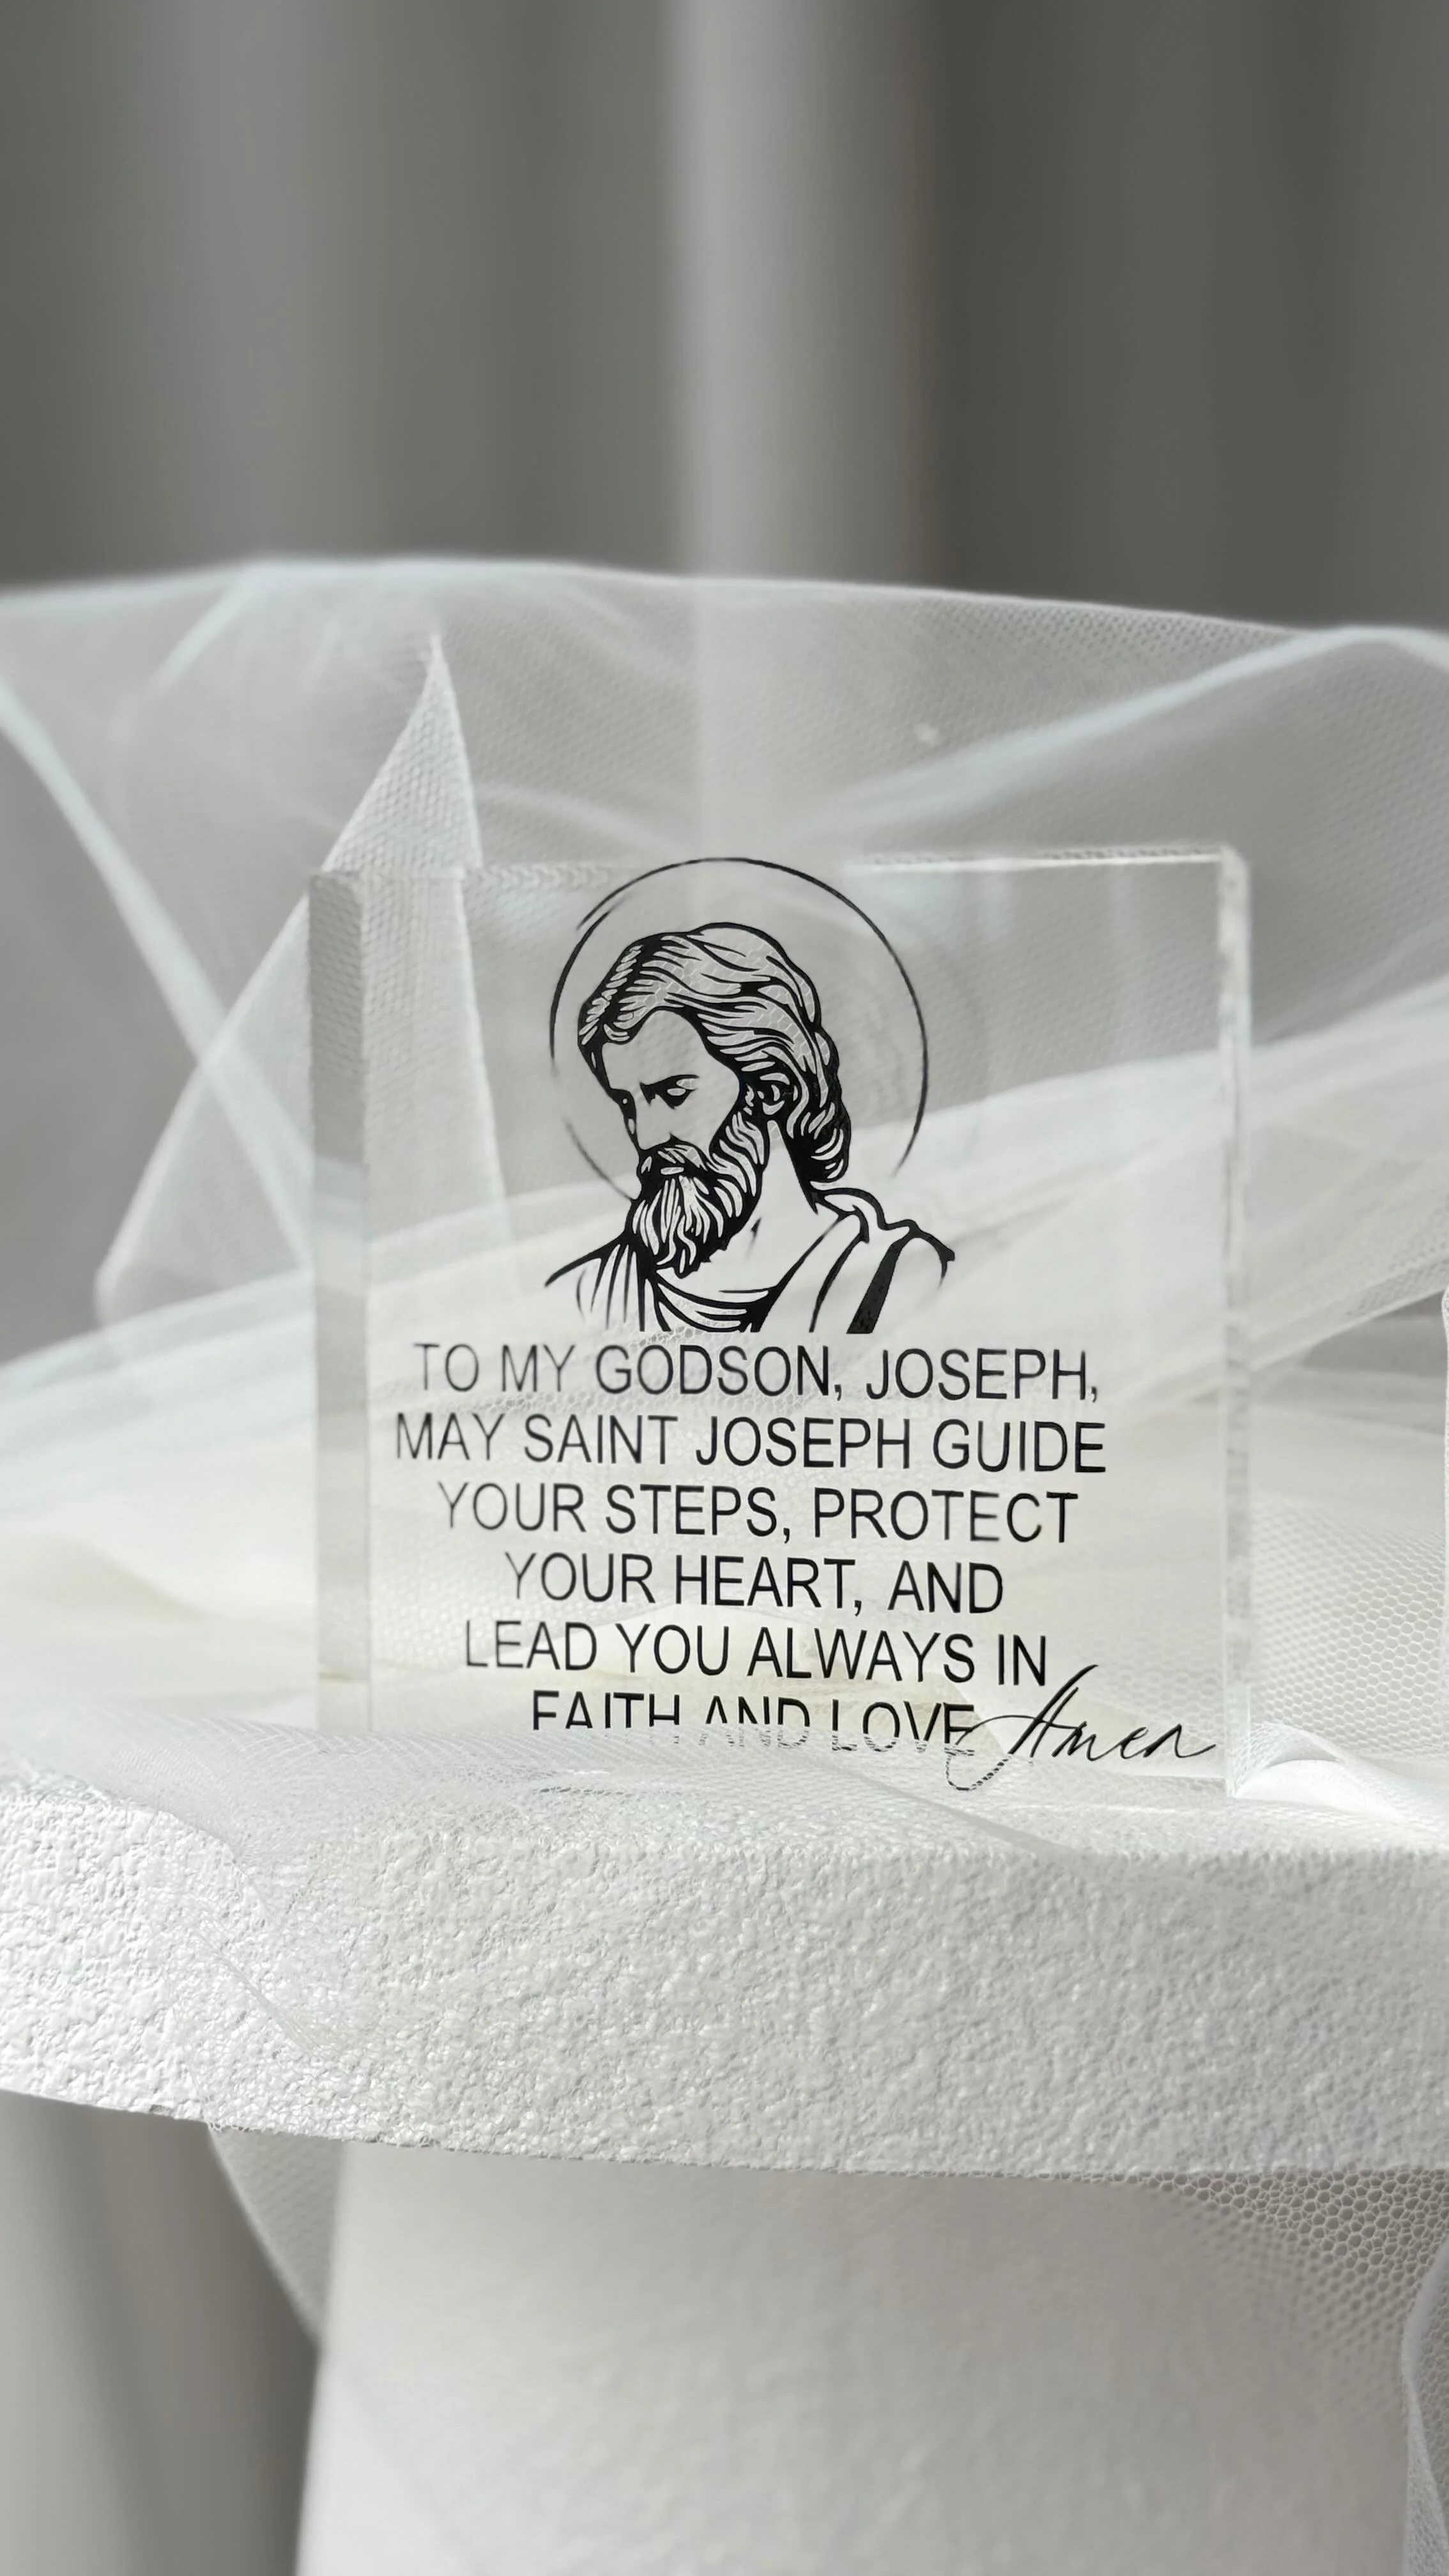 TO MY GODSON, JOSEPH,
MAY SAINT JOSEPH GUIDE
YOUR STEPS, PROTECT
YOUR HEART, AND
LEAD YOU ALWAYS IN
FAITH AND LOVE
Amen